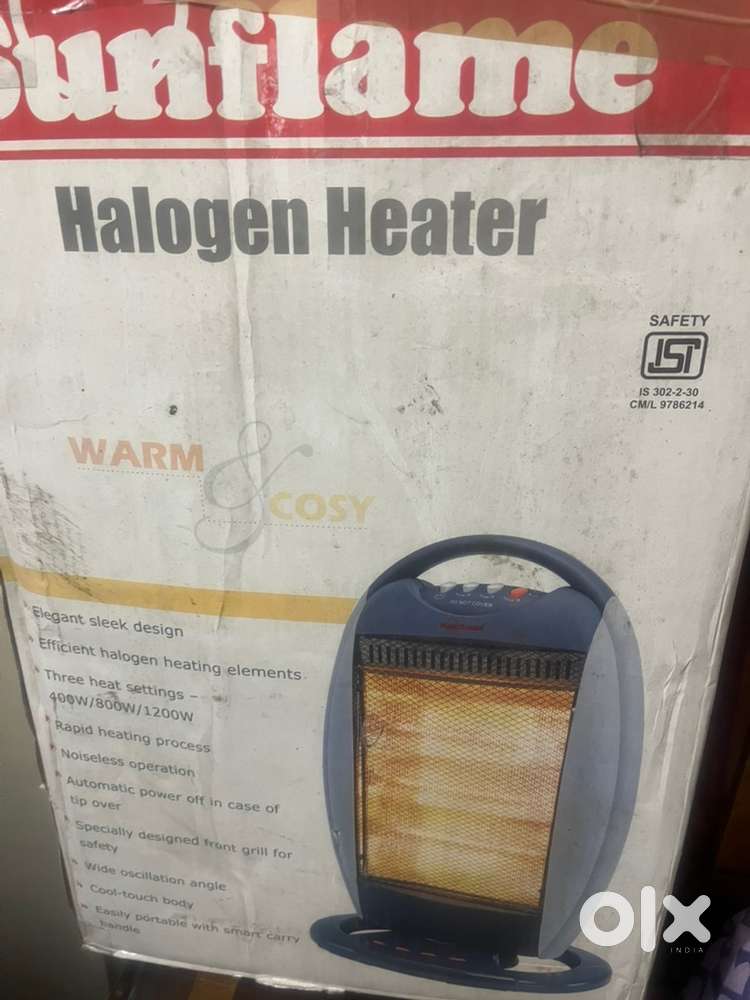 Sunflame
Halogen Heater
SAFETY
ISI
IS 302-2-30
CM/L 9786214
WARM
&
COSY
Elegant sleek design
Efficient halogen heating elements
Three heat settings –
400W/800W/1200W
Rapid heating process
Noiseless operation
Automatic power off in case of
tip over
Specially designed front grill for
safety
Wide oscillation angle
Cool-touch body
Easily portable with smart carry
handle
DO NOT COVER
olx
INDIA